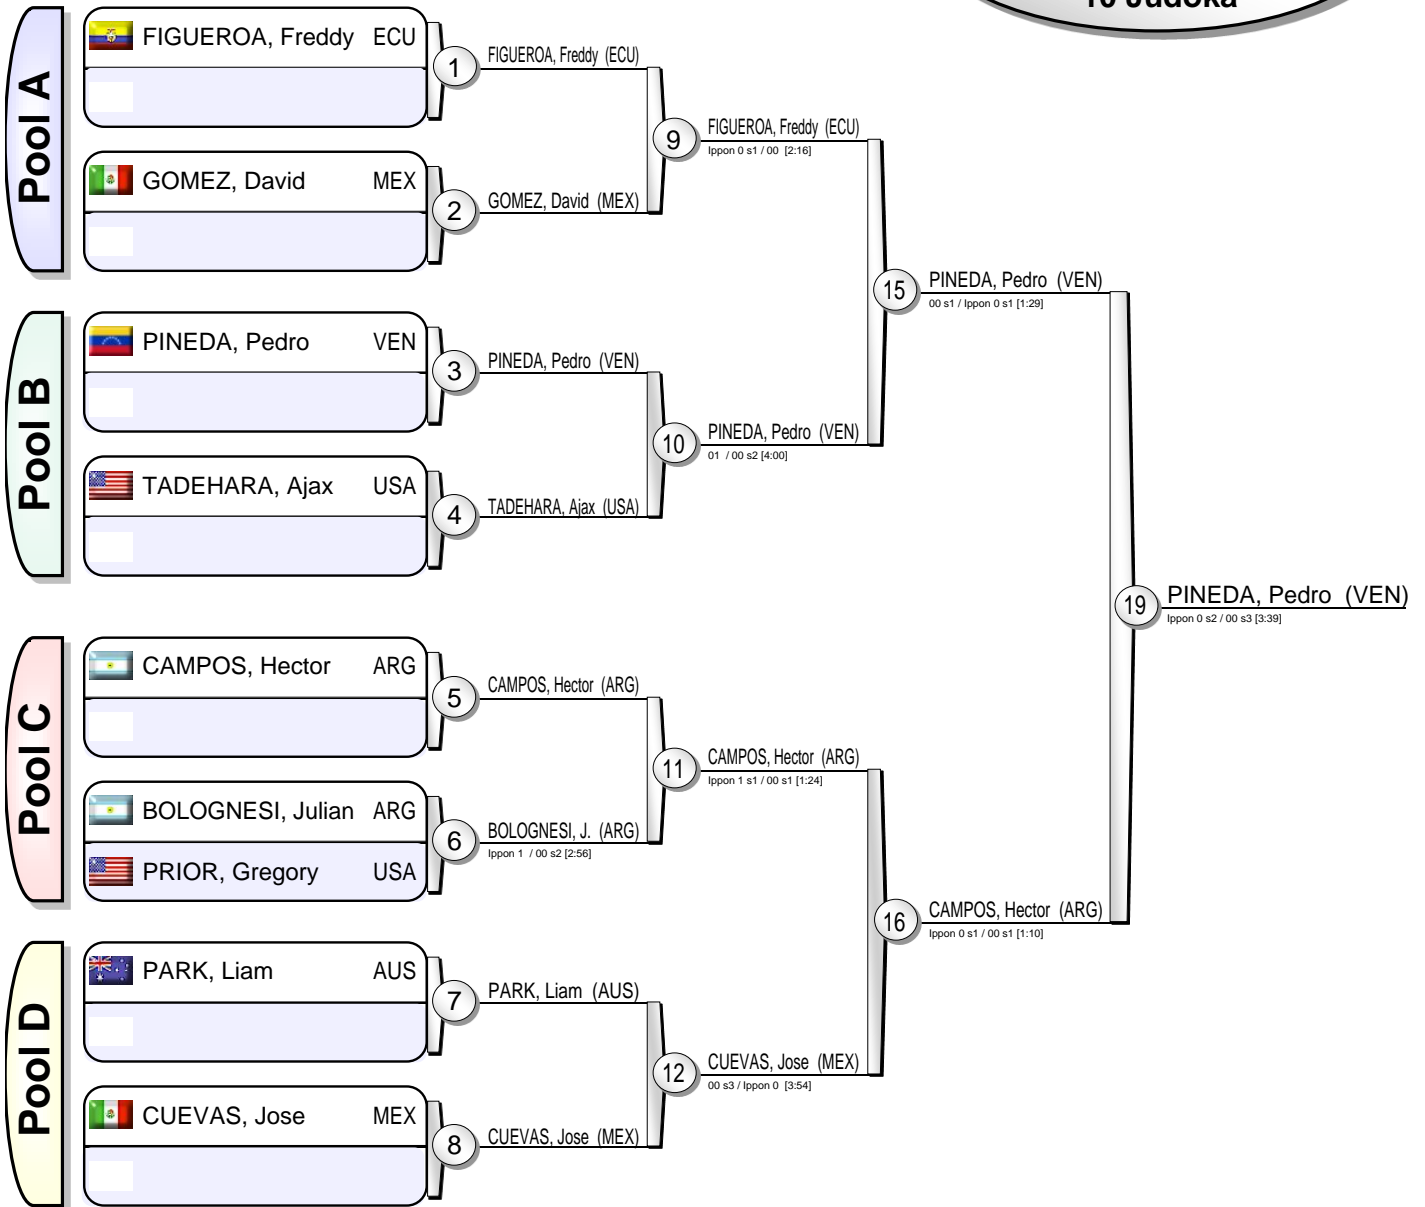 10 Judoka
Pool A
FIGUEROA, Freddy ECU
GOMEZ, David MEX
1
2
FIGUEROA, Freddy (ECU)
GOMEZ, David (MEX)
9
FIGUEROA, Freddy (ECU)
Ippon 0 s1 / 00 [2:16]
Pool B
PINEDA, Pedro VEN
TADEHARA, Ajax USA
3
4
PINEDA, Pedro (VEN)
TADEHARA, Ajax (USA)
10
PINEDA, Pedro (VEN)
01 / 00 s2 [4:00]
15
PINEDA, Pedro (VEN)
00 s1 / Ippon 0 s1 [1:29]
Pool C
CAMPOS, Hector ARG
BOLOGNESI, Julian ARG
PRIOR, Gregory USA
5
6
CAMPOS, Hector (ARG)
BOLOGNESI, J. (ARG)
Ippon 1 / 00 s2 [2:56]
11
CAMPOS, Hector (ARG)
Ippon 1 s1 / 00 s1 [1:24]
Pool D
PARK, Liam AUS
CUEVAS, Jose MEX
7
8
PARK, Liam (AUS)
CUEVAS, Jose (MEX)
12
CUEVAS, Jose (MEX)
00 s3 / Ippon 0 [3:54]
16
CAMPOS, Hector (ARG)
Ippon 0 s1 / 00 s1 [1:10]
19
PINEDA, Pedro (VEN)
Ippon 0 s2 / 00 s3 [3:39]